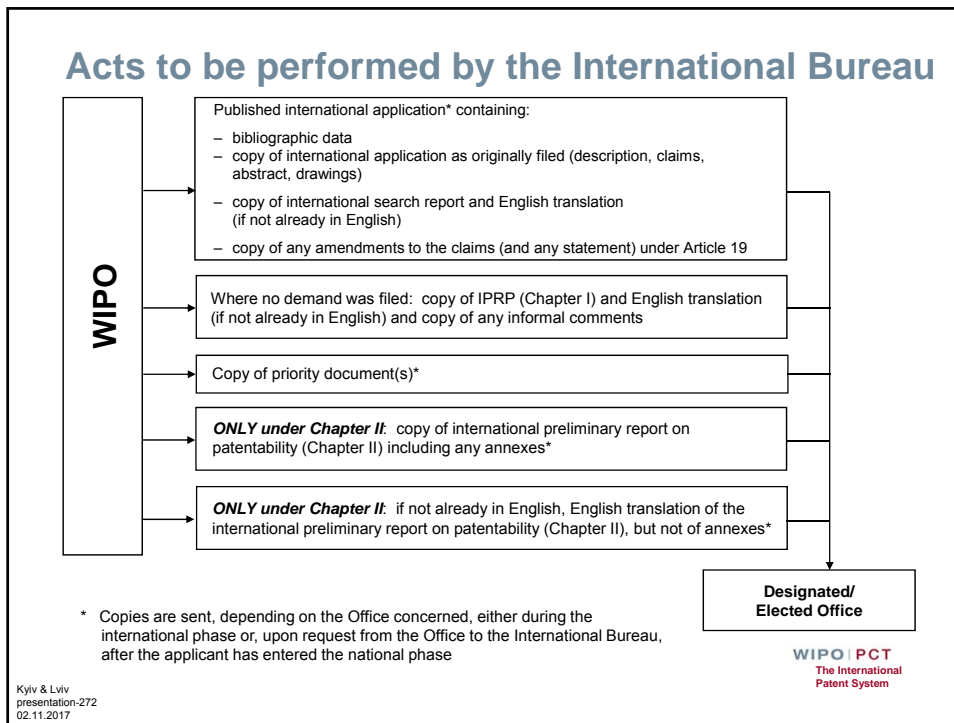 Acts to be performed by the International Bureau
WIPO
Published international application* containing:
– bibliographic data
– copy of international application as originally filed (description, claims,
abstract, drawings)
– copy of international search report and English translation
(if not already in English)
– copy of any amendments to the claims (and any statement) under Article 19
Where no demand was filed: copy of IPRP (Chapter I) and English translation
(if not already in English) and copy of any informal comments
Copy of priority document(s)*
ONLY under Chapter II: copy of international preliminary report on
patentability (Chapter II) including any annexes*
ONLY under Chapter II: if not already in English, English translation of the
international preliminary report on patentability (Chapter II), but not of annexes*
Designated/
Elected Office
* Copies are sent, depending on the Office concerned, either during the
international phase or, upon request from the Office to the International Bureau,
after the applicant has entered the national phase
WIPO | PCT
The International
Patent System
Kyiv & Lviv
presentation-272
02.11.2017